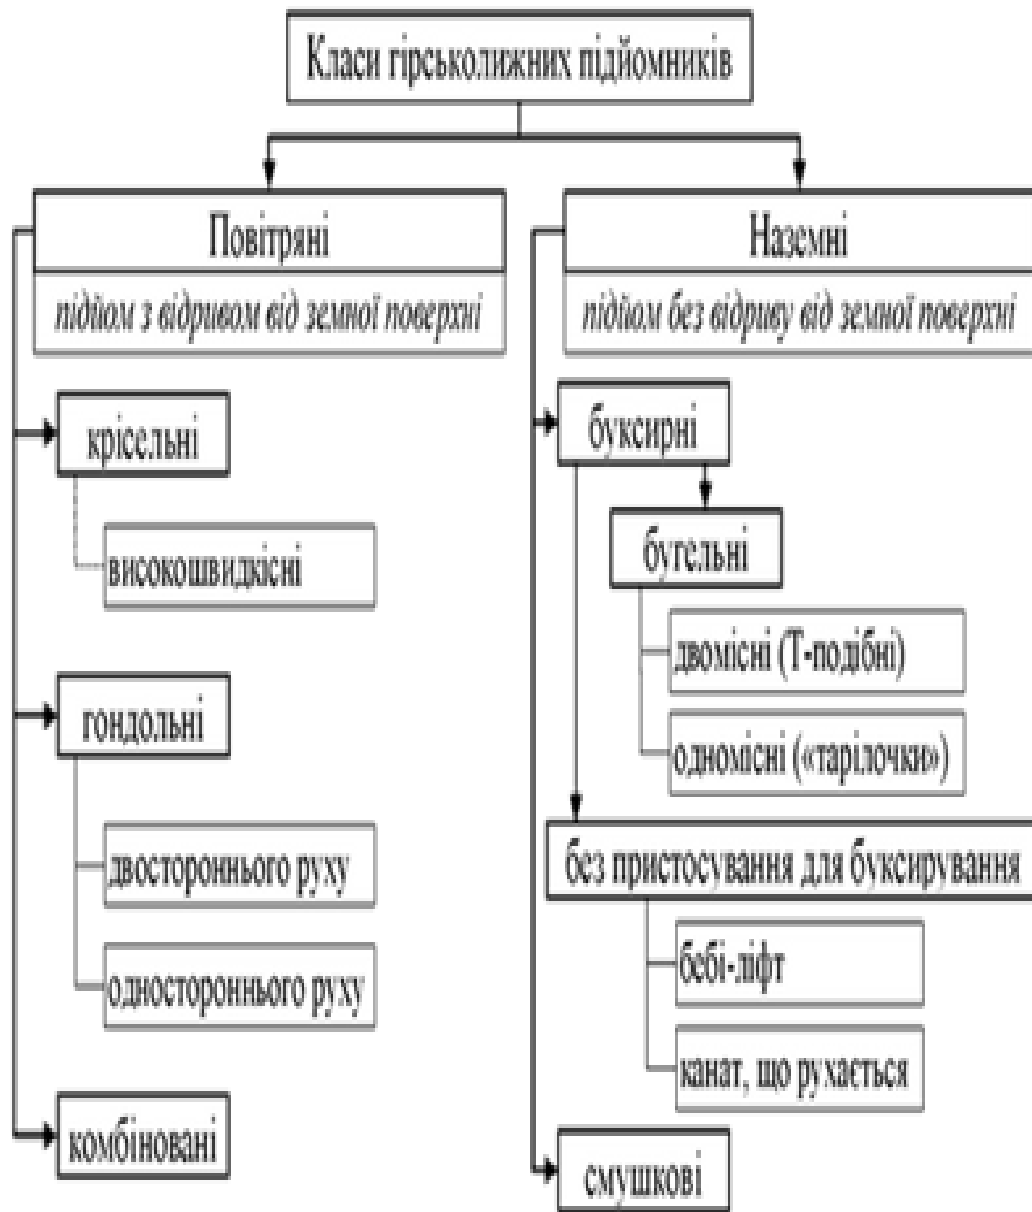 Класи гірськолижних підйомників
Повітряні
підйом з відривом від земної поверхні
крісельні
високошвидкісні
гондольні
двостороннього руху
одностороннього руху
комбіновані
Наземні
підйом без відриву від земної поверхні
буксирні
бугельні
двомісні (Т-подібні)
одномісні («тарілочки»)
без пристосування для буксирування
бебі-ліфт
канат, що рухається
смушкові